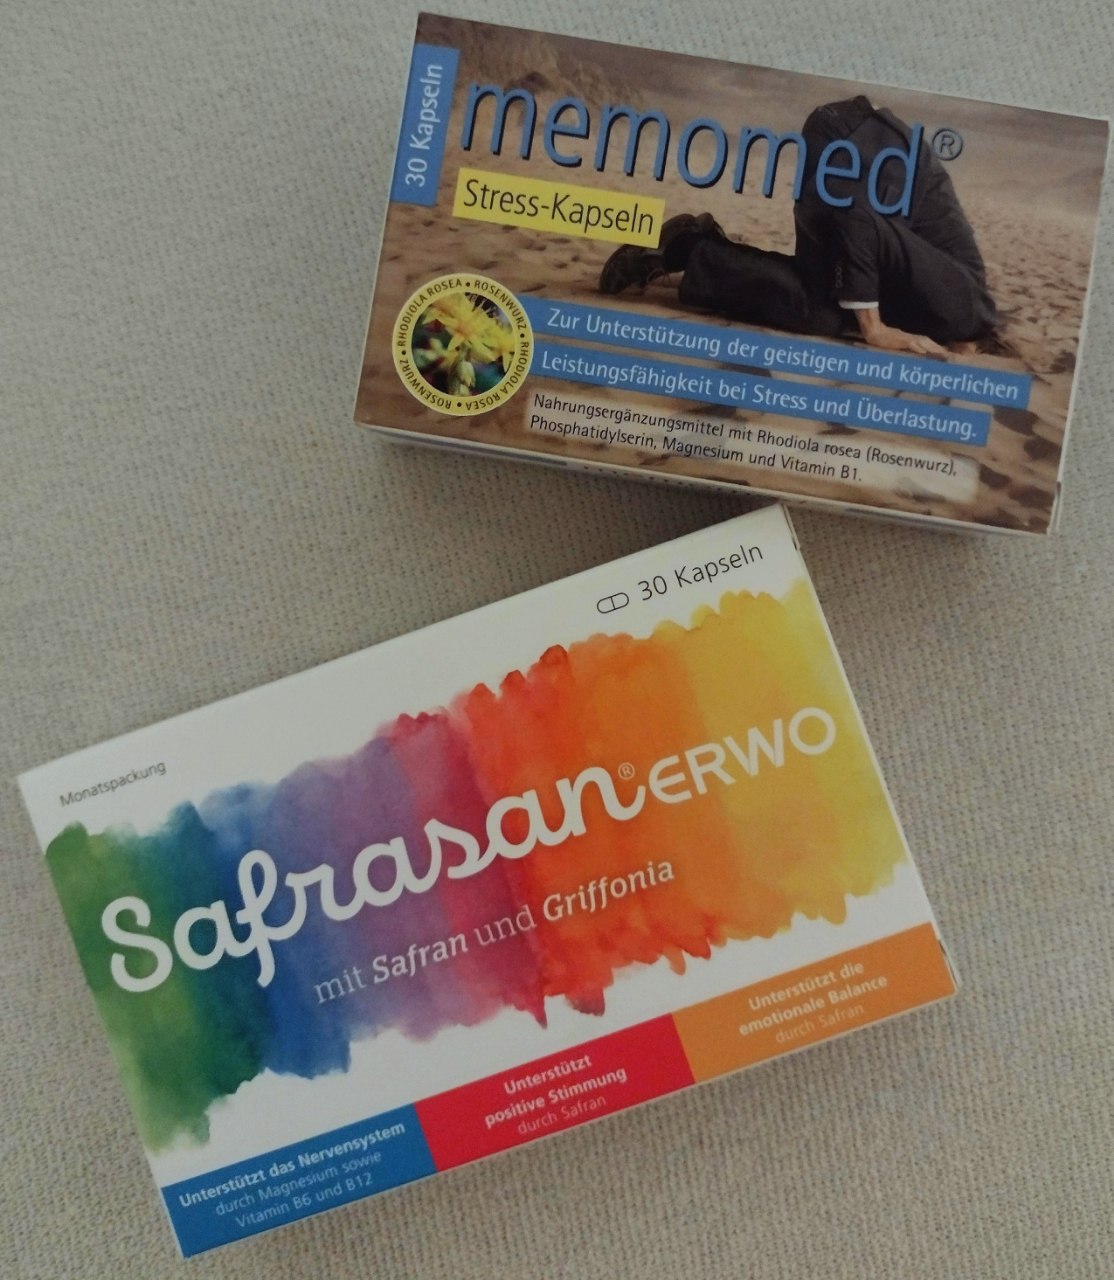 30 Kapseln
memomed®
Stress-Kapseln
RHODIOLA ROSEA • ROSENWURZ • RHODIOLA ROSEA • ROSENWURZ •
Zur Unterstützung der geistigen und körperlichen
Leistungsfähigkeit bei Stress und Überlastung.
Nahrungsergänzungsmittel mit Rhodiola rosea (Rosenwurz),
Phosphatidylserin, Magnesium und Vitamin B1.
30 Kapseln
Monatspackung
Safrasan® ERWO
mit Safran und Griffonia
Unterstützt das Nervensystem
durch Magnesium sowie
Vitamin B6 und B12
Unterstützt
positive Stimmung
durch Safran
Unterstützt die
emotionale Balance
durch Safran